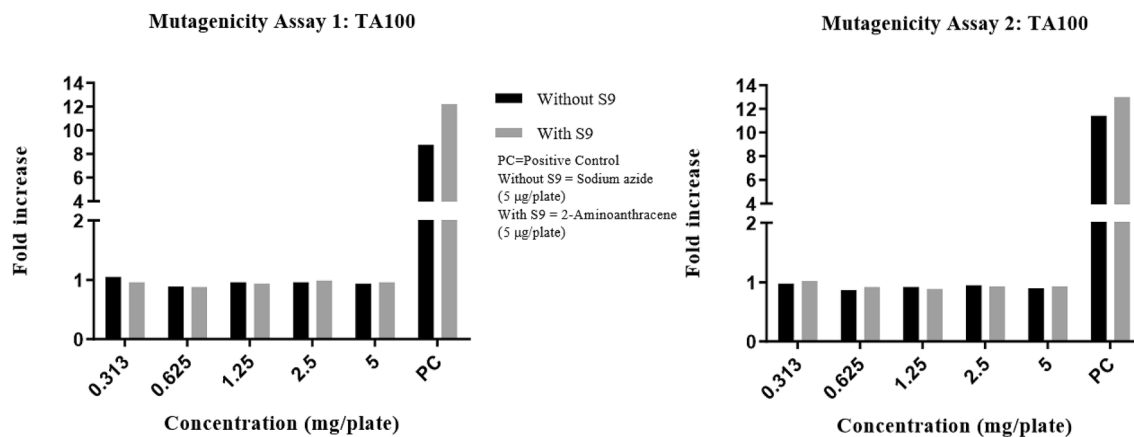 Mutagenicity Assay 1: TA100
Fold increase
14
12
10
8
6
4
2
1
0
0.313
0.625
1.25
2.5
5
PC
Concentration (mg/plate)
Without S9
With S9
PC=Positive Control
Without S9 = Sodium azide
(5 μg/plate)
With S9 = 2-Aminoanthracene
(5 μg/plate)
Mutagenicity Assay 2: TA100
Fold increase
14
12
10
8
6
4
2
1
0
0.313
0.625
1.25
2.5
5
PC
Concentration (mg/plate)